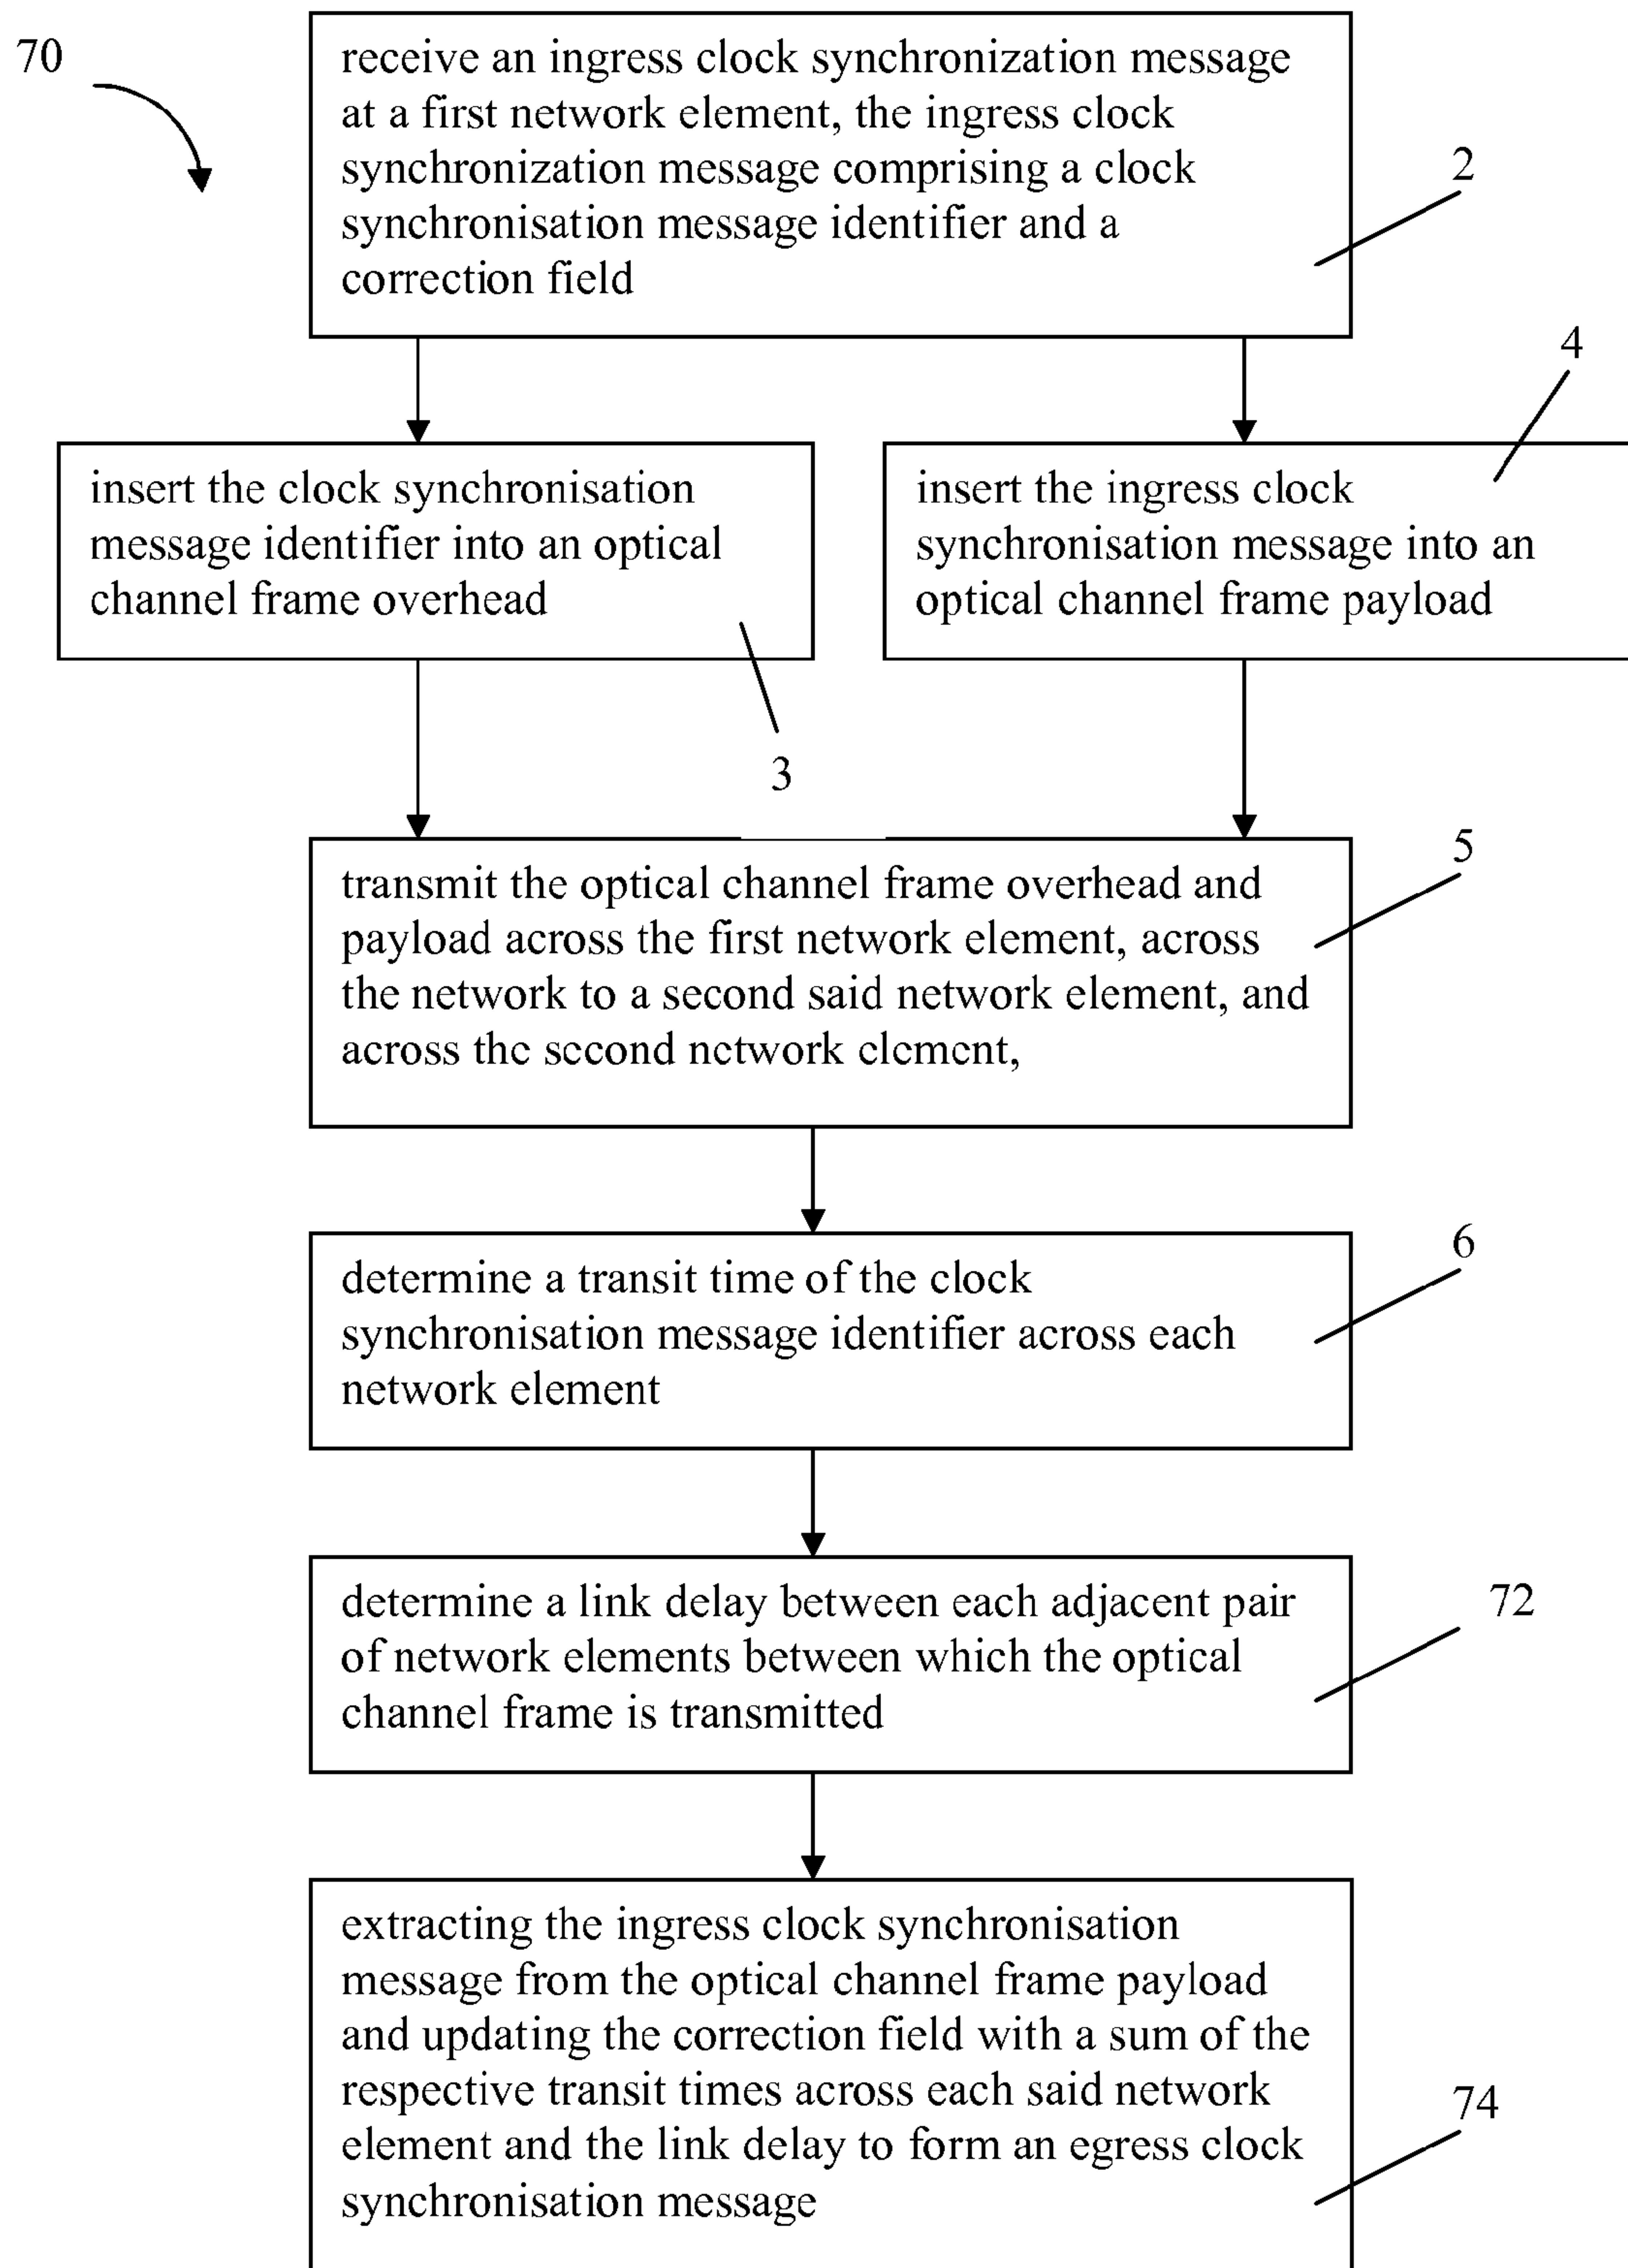 70
receive an ingress clock synchronization message
at a first network element, the ingress clock
synchronization message comprising a clock
synchronisation message identifier and a
correction field
2
4
insert the clock synchronisation
message identifier into an optical
channel frame overhead
insert the ingress clock
synchronisation message into an
optical channel frame payload
3
transmit the optical channel frame overhead and
payload across the first network element, across
the network to a second said network element, and
across the second network element,
5
determine a transit time of the clock
synchronisation message identifier across each
network element
6
determine a link delay between each adjacent pair
of network elements between which the optical
channel frame is transmitted
72
extracting the ingress clock synchronisation
message from the optical channel frame payload
and updating the correction field with a sum of the
respective transit times across each said network
element and the link delay to form an egress clock
synchronisation message
74